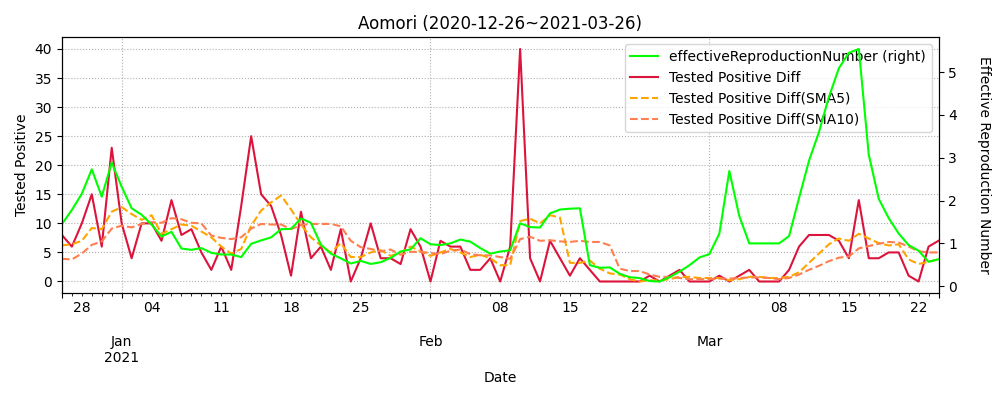 Aomori (2020-12-26~2021-03-26)
effectiveReproductionNumber (right)
Tested Positive Diff
Tested Positive Diff(SMA5)
Tested Positive Diff(SMA10)
Tested Positive
40
35
30
25
20
15
10
5
0
Effective Reproduction Number
5
4
3
2
1
0
28 04 11 18 25 08 15 22 08 15 22
Jan Feb Mar
2021
Date